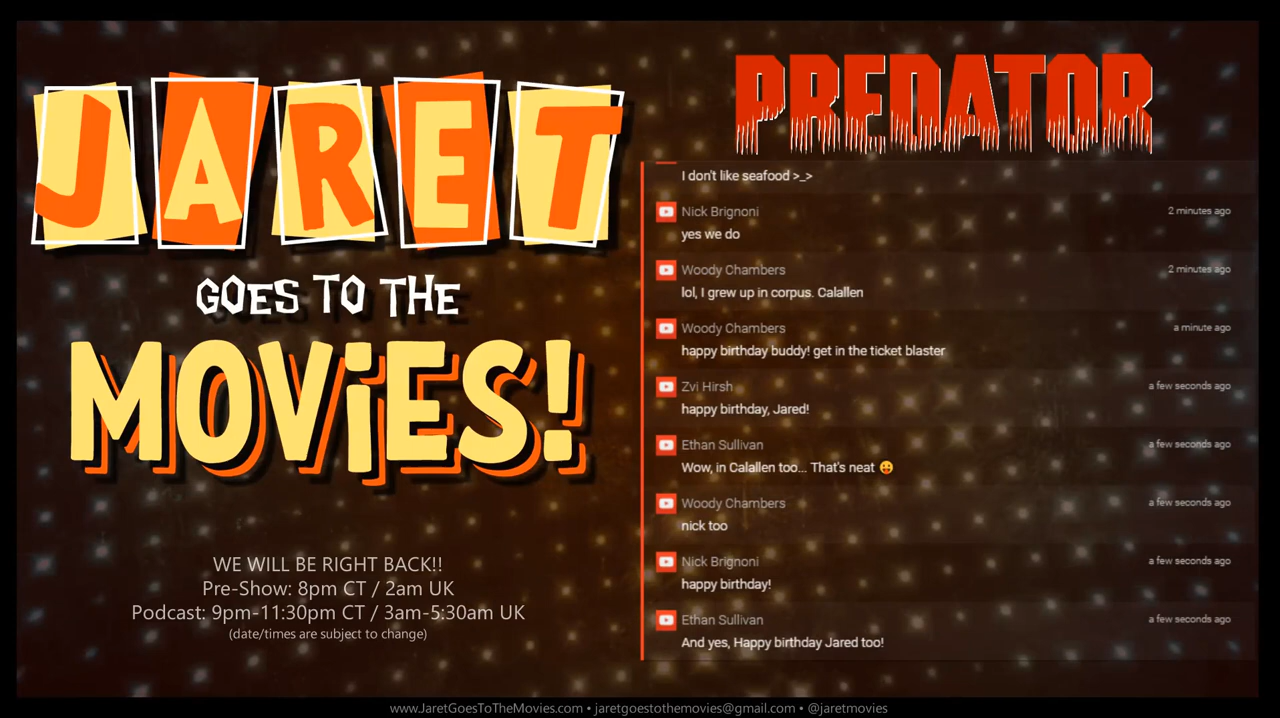 JARET
GOES TO THE
MOViES!
WE WILL BE RIGHT BACK!!
Pre-Show: 8pm CT / 2am UK
Podcast: 9pm-11:30pm CT / 3am-5:30am UK
(date/times are subject to change)
PREDATOR
I don't like seafood >_>
Nick Brignoni 2 minutes ago
yes we do
Woody Chambers 2 minutes ago
lol, I grew up in corpus. Calallen
Woody Chambers a minute ago
happy birthday buddy! get in the ticket blaster
Zvi Hirsh a few seconds ago
happy birthday, Jared!
Ethan Sullivan a few seconds ago
Wow, in Calallen too... That's neat 😜
Woody Chambers a few seconds ago
nick too
Nick Brignoni a few seconds ago
happy birthday!
Ethan Sullivan a few seconds ago
And yes, Happy birthday Jared too!
www.JaretGoesToTheMovies.com • jaretgoestothemovies@gmail.com • @jaretmovies